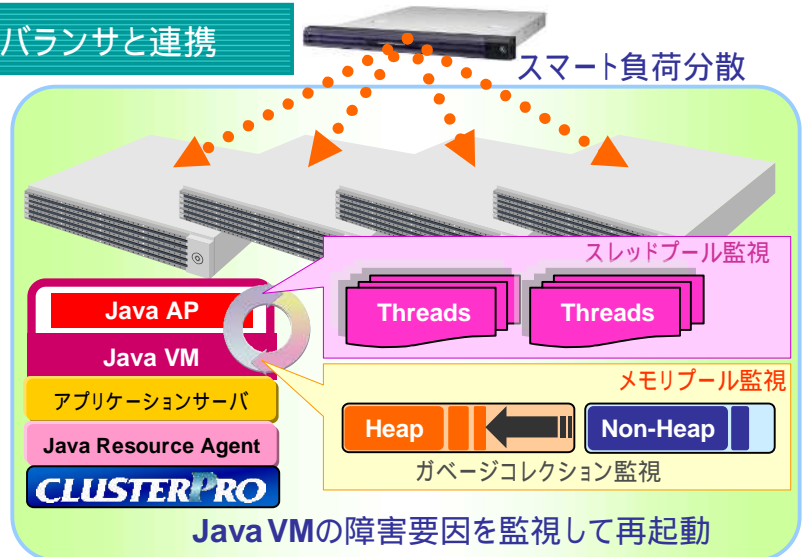 バランサと連携
スマート負荷分散
スレッドプール監視
Threads
Threads
Java AP
Java VM
アプリケーションサーバ
Java Resource Agent
CLUSTERPRO
メモリプール監視
Heap
Non-Heap
ガベージコレクション監視
Java VMの障害要因を監視して再起動